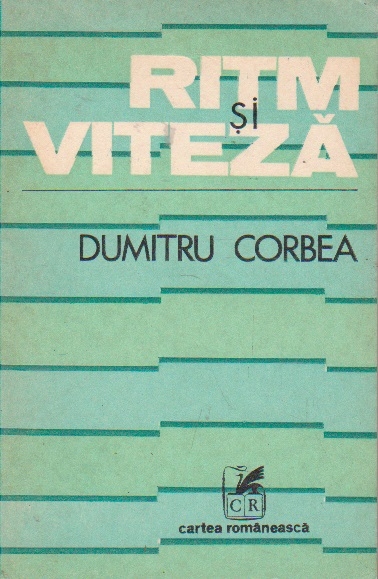 RITM
și
VITEZĂ
DUMITRU CORBEA
CR
cartea românească